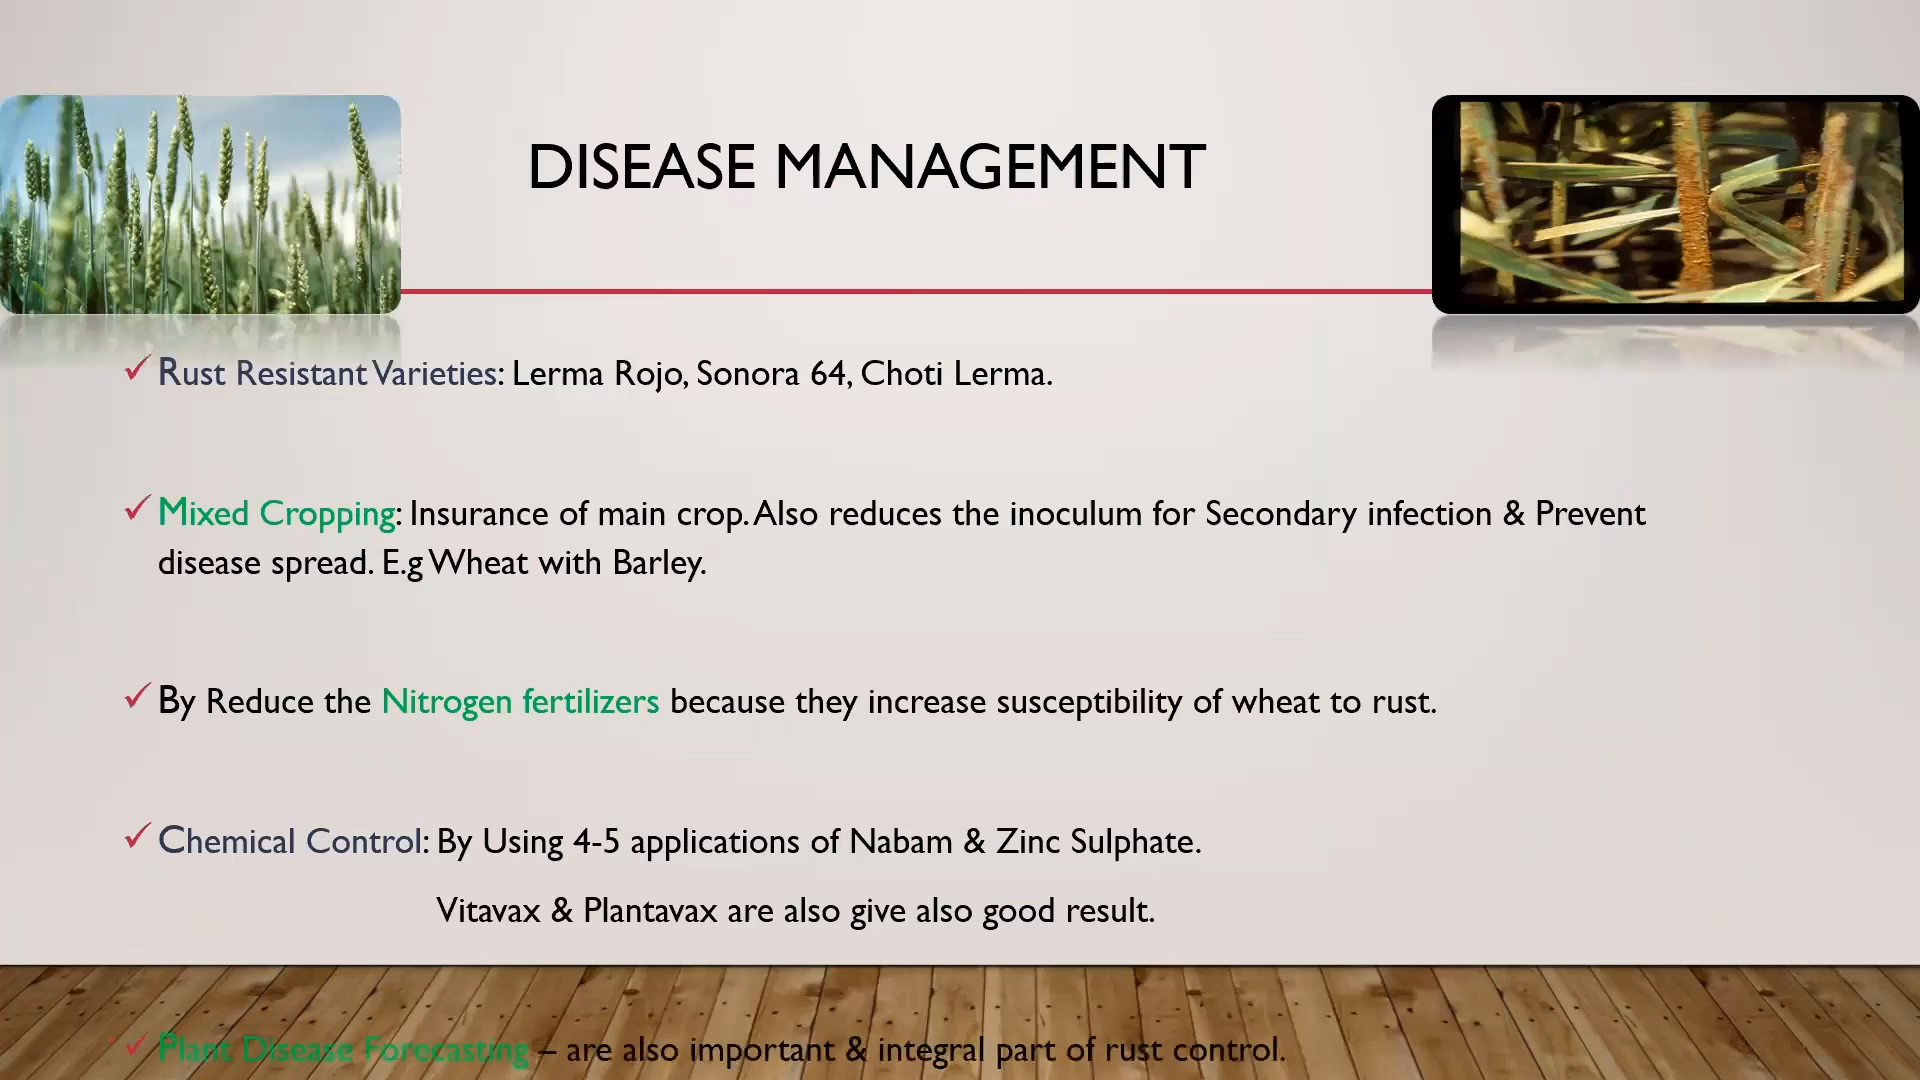 DISEASE MANAGEMENT
✓ Rust Resistant Varieties: Lerma Rojo, Sonora 64, Choti Lerma.
✓ Mixed Cropping: Insurance of main crop. Also reduces the inoculum for Secondary infection & Prevent
disease spread. E.g Wheat with Barley.
✓ By Reduce the Nitrogen fertilizers because they increase susceptibility of wheat to rust.
✓ Chemical Control: By Using 4-5 applications of Nabam & Zinc Sulphate.
Vitavax & Plantavax are also give also good result.
✓ Plant Disease Forecasting – are also important & integral part of rust control.